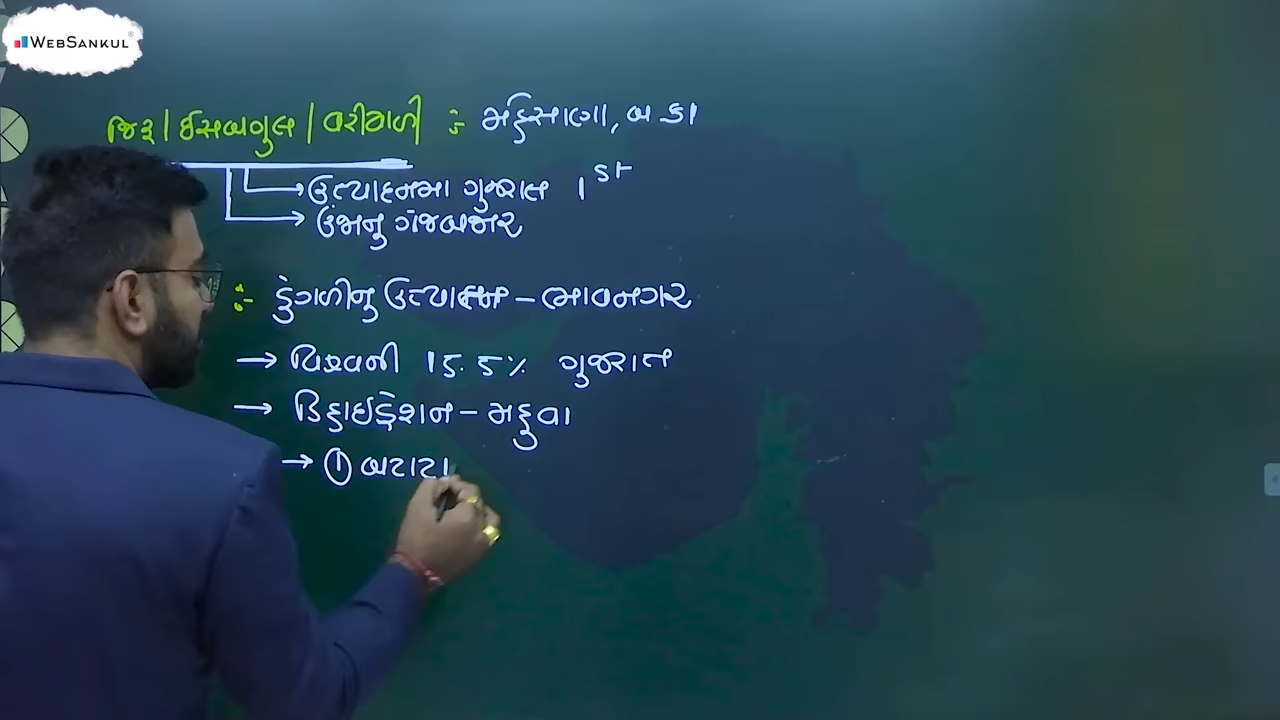 WEBSANKUL
જિરૂ/ઈસબગુલ/વરીયાળી :- મહેસાણા, બ.કા
ઉત્પાદનમા ગુજરાત 1st
ઉંઝાનુ ગંજબજાર
:- ડુંગળીનુ ઉત્પાદન – ભાવનગર
→ વિશ્વની 15.5% ગુજરાત
→ ડિહાઇડ્રેશન – મહુવા
→ ① બટાટા